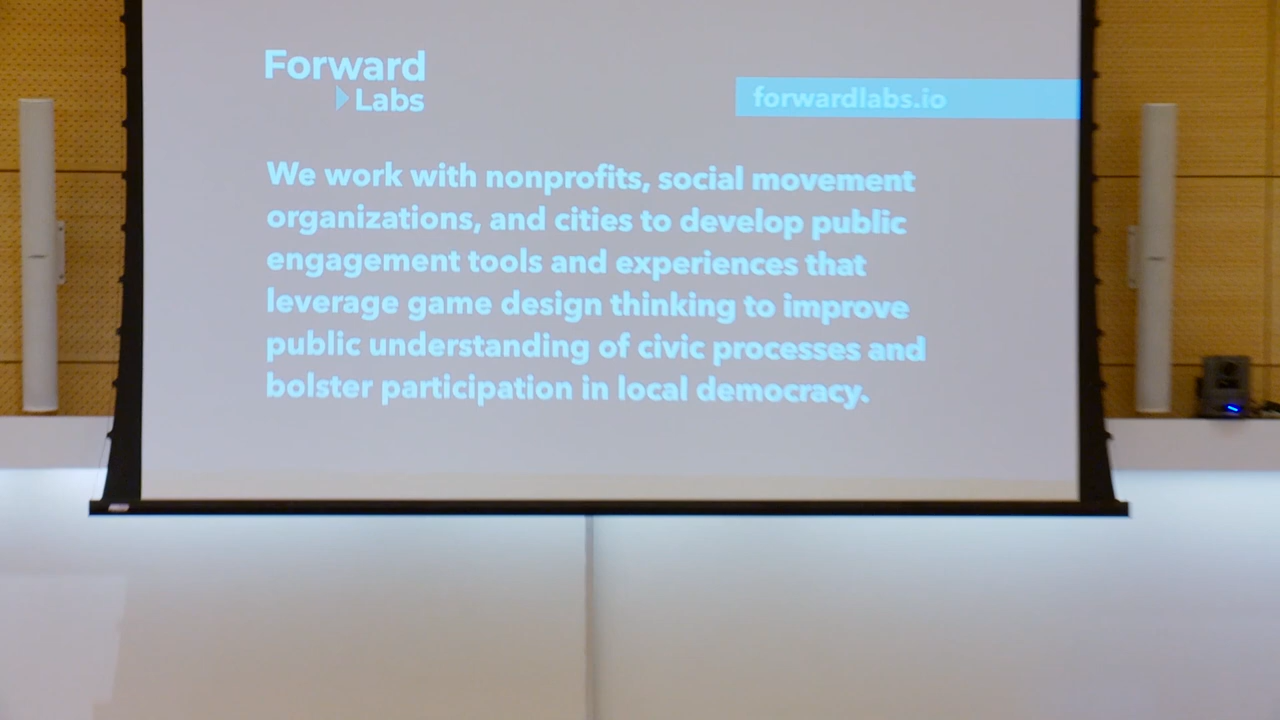 Forward
Labs
forwardlabs.io
We work with nonprofits, social movement
organizations, and cities to develop public
engagement tools and experiences that
leverage game design thinking to improve
public understanding of civic processes and
bolster participation in local democracy.